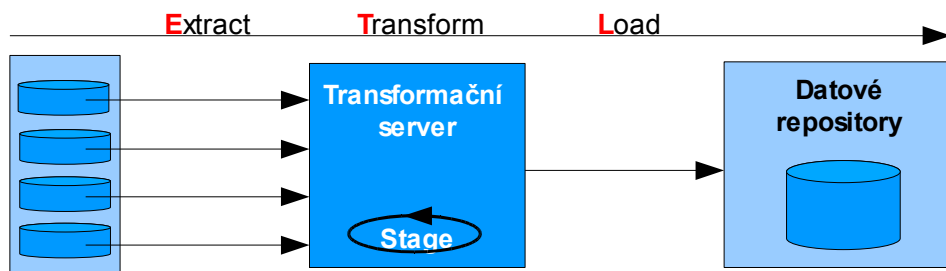 Extract Transform Load
Transformační
server
Stage
Datové
repository